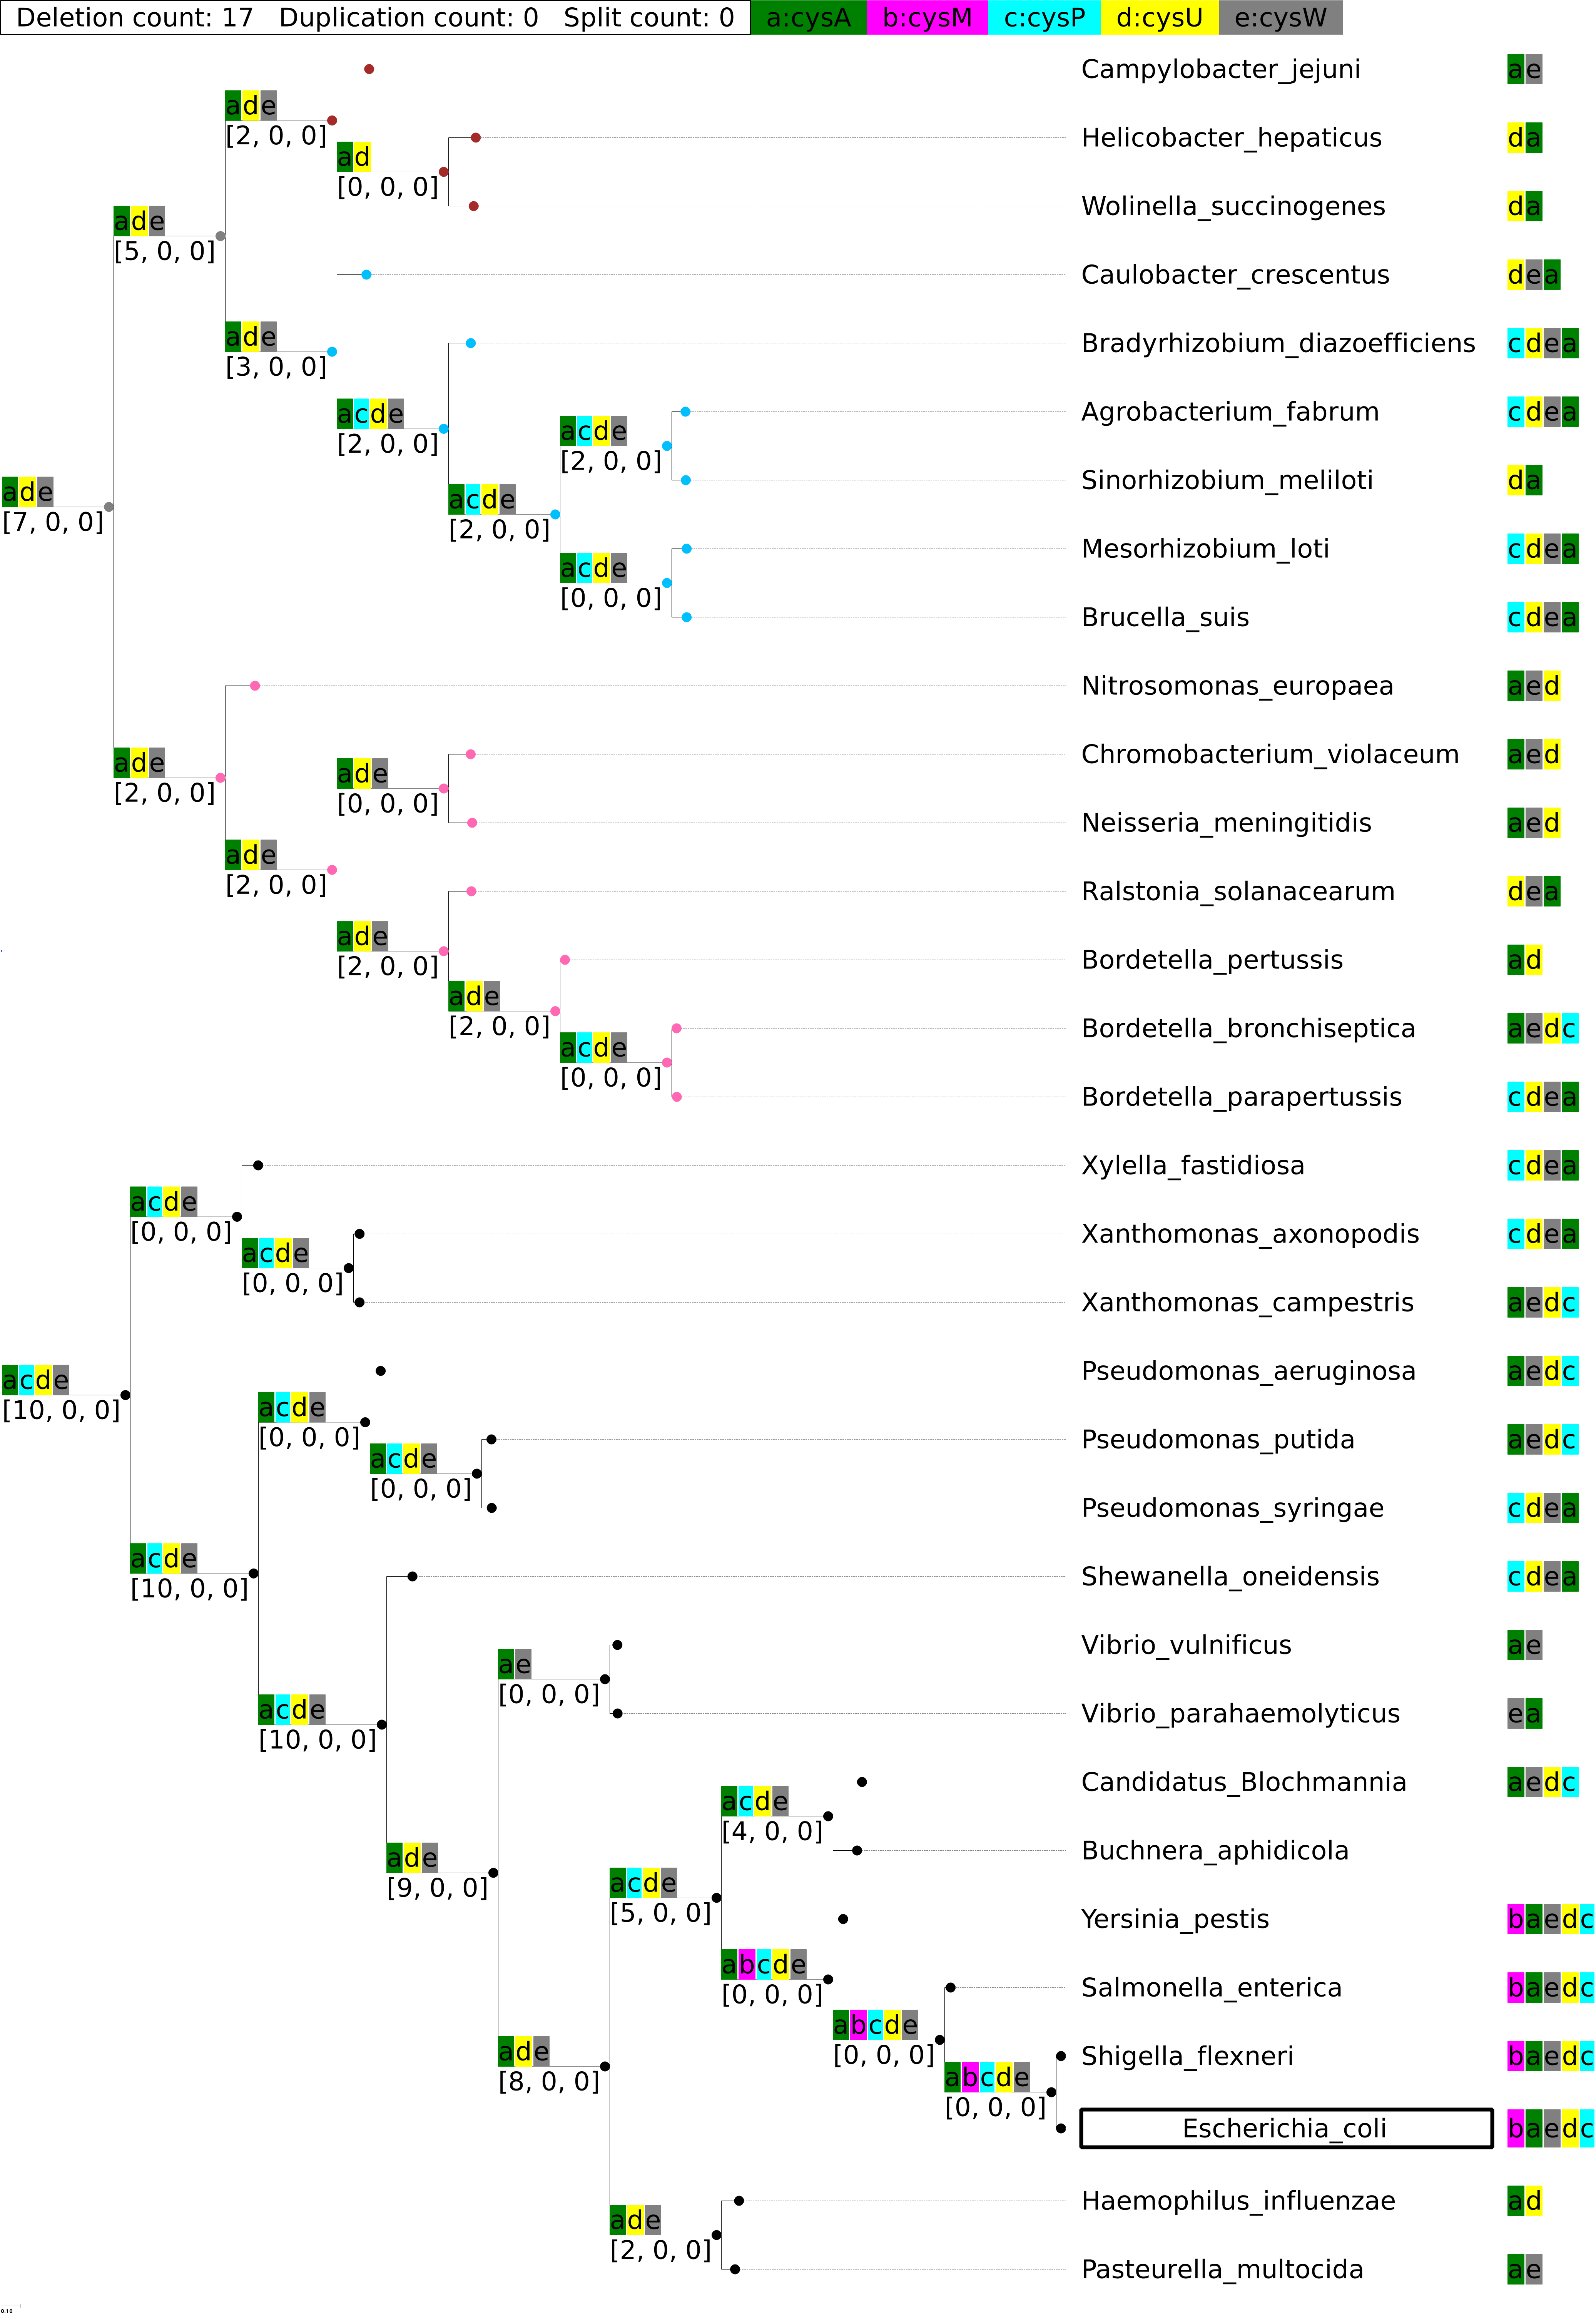 Deletion count: 17 Duplication count: 0 Split count: 0 a:cysA b:cysM c:cysP d:cysU e:cysW
Campylobacter_jejuni ae
ade
[2, 0, 0]
Helicobacter_hepaticus da
ad
[0, 0, 0]
Wolinella_succinogenes da
ade
[5, 0, 0]
Caulobacter_crescentus dea
ade
[3, 0, 0]
Bradyrhizobium_diazoefficiens cdea
acde
[2, 0, 0]
Agrobacterium_fabrum cdea
acde
[2, 0, 0]
Sinorhizobium_meliloti da
ade
[7, 0, 0]
acde
[2, 0, 0]
Mesorhizobium_loti cdea
acde
[0, 0, 0]
Brucella_suis cdea
Nitrosomonas_europaea aed
ade
[2, 0, 0]
Chromobacterium_violaceum aed
ade
[0, 0, 0]
Neisseria_meningitidis aed
ade
[2, 0, 0]
Ralstonia_solanacearum dea
ade
[2, 0, 0]
Bordetella_pertussis ad
ade
[2, 0, 0]
Bordetella_bronchiseptica aedc
acde
[0, 0, 0]
Bordetella_parapertussis cdea
Xylella_fastidiosa cdea
acde
[0, 0, 0]
Xanthomonas_axonopodis cdea
acde
[0, 0, 0]
Xanthomonas_campestris aedc
acde
[10, 0, 0]
Pseudomonas_aeruginosa aedc
acde
[0, 0, 0]
Pseudomonas_putida aedc
acde
[0, 0, 0]
Pseudomonas_syringae cdea
acde
[10, 0, 0]
Shewanella_oneidensis cdea
Vibrio_vulnificus ae
ae
[0, 0, 0]
acde
[10, 0, 0]
Vibrio_parahaemolyticus ea
Candidatus_Blochmannia aedc
acde
[4, 0, 0]
Buchnera_aphidicola
ade
[9, 0, 0]
acde
[5, 0, 0]
Yersinia_pestis baedc
abcde
[0, 0, 0]
Salmonella_enterica baedc
abcde
[0, 0, 0]
Shigella_flexneri baedc
ade
[8, 0, 0]
abcde
[0, 0, 0]
Escherichia_coli baedc
Haemophilus_influenzae ad
ade
[2, 0, 0]
Pasteurella_multocida ae
0.10